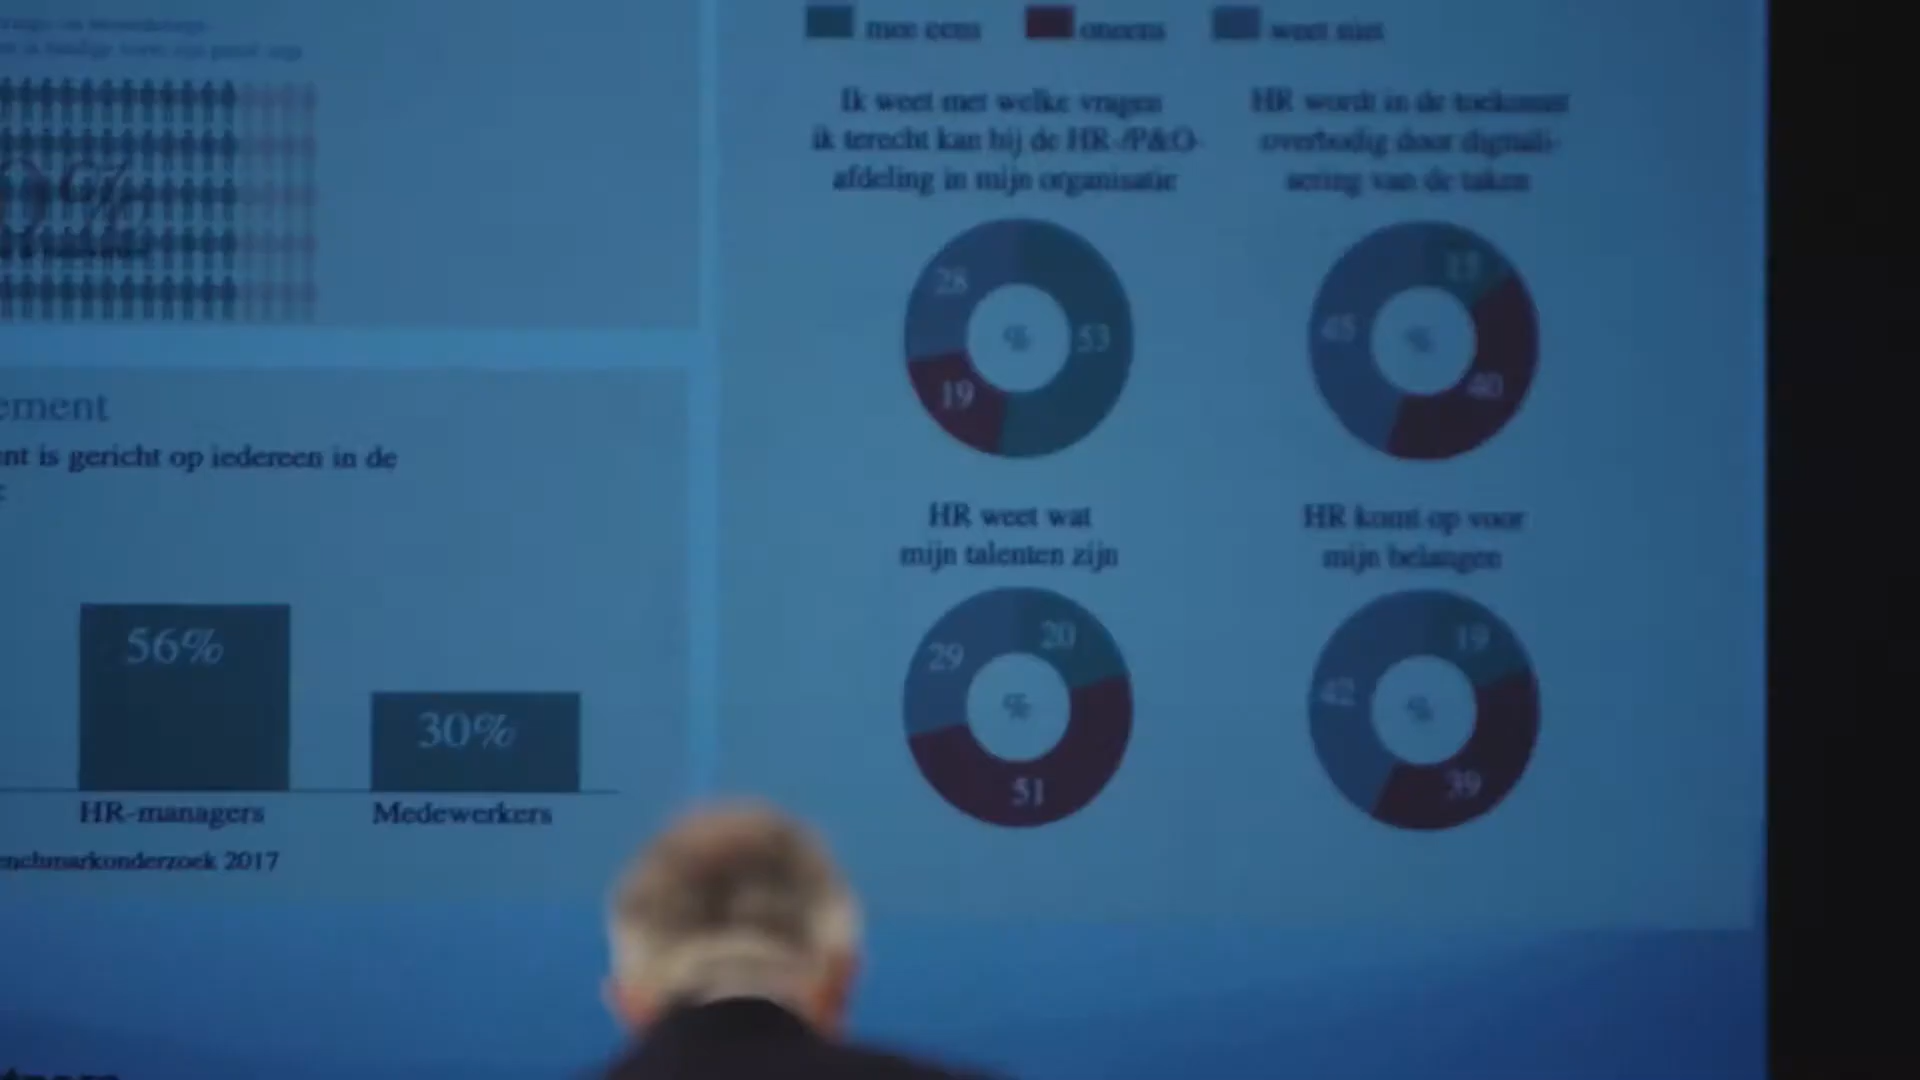 mee eens oneens weet niet
Ik weet met welke vragen
ik terecht kan bij de HR-/P&O-
afdeling in mijn organisatie
28
53
19
%
HR wordt in de toekomst
overbodig door digitali-
sering van de taken
45
40
%
HR weet wat
mijn talenten zijn
29
20
51
%
HR komt op voor
mijn belangen
42
19
39
%
%
ement
nt is gericht op iedereen in de
56%
30%
HR-managers Medewerkers
enchmarkonderzoek 2017